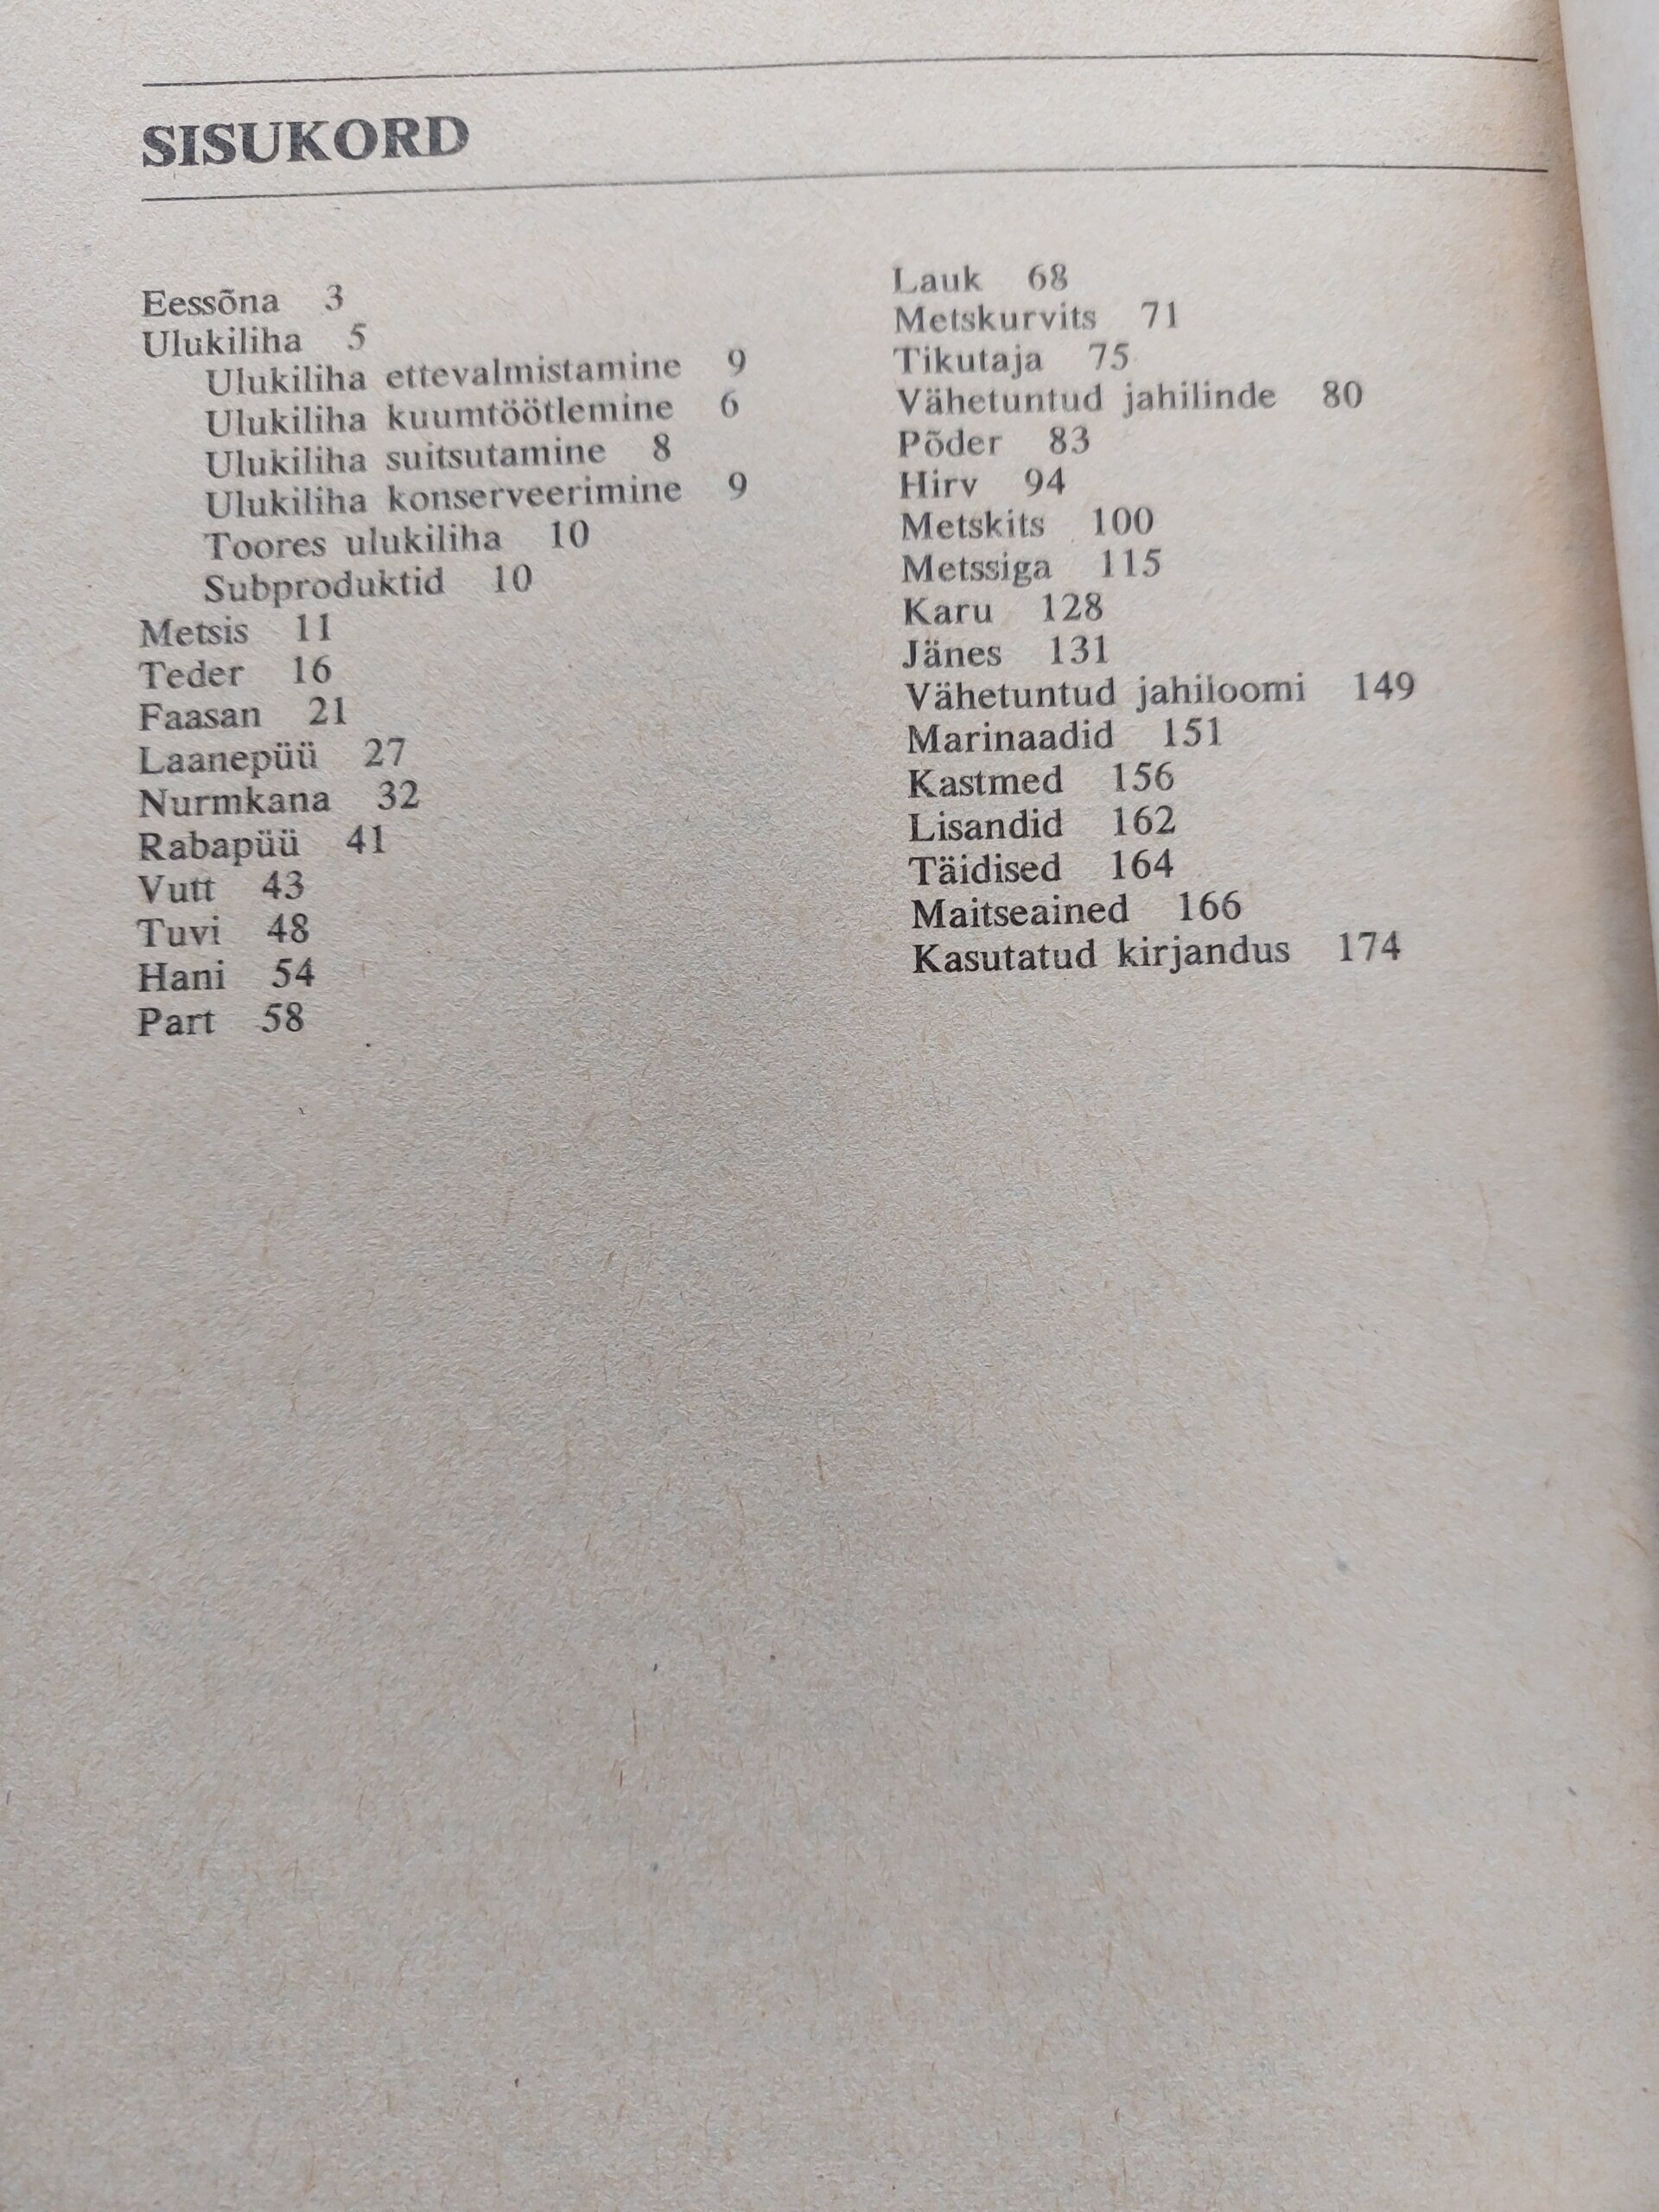 SISUKORD
Eessõna 3
Ulukiliha 5
Ulukiliha ettevalmistamine 9
Ulukiliha kuumtöötlemine 6
Ulukiliha suitsutamine 8
Ulukiliha konserveerimine 9
Toores ulukiliha 10
Subproduktid 10
Metsis 11
Teder 16
Faasan 21
Laanepüü 27
Nurmkana 32
Rabapüü 41
Vutt 43
Tuvi 48
Hani 54
Part 58
Lauk 68
Metskurvits 71
Tikutaja 75
Vähetuntud jahilinde 80
Põder 83
Hirv 94
Metskits 100
Metssiga 115
Karu 128
Jänes 131
Vähetuntud jahiloomi 149
Marinaadid 151
Kastmed 156
Lisandid 162
Täidised 164
Maitseained 166
Kasutatud kirjandus 174